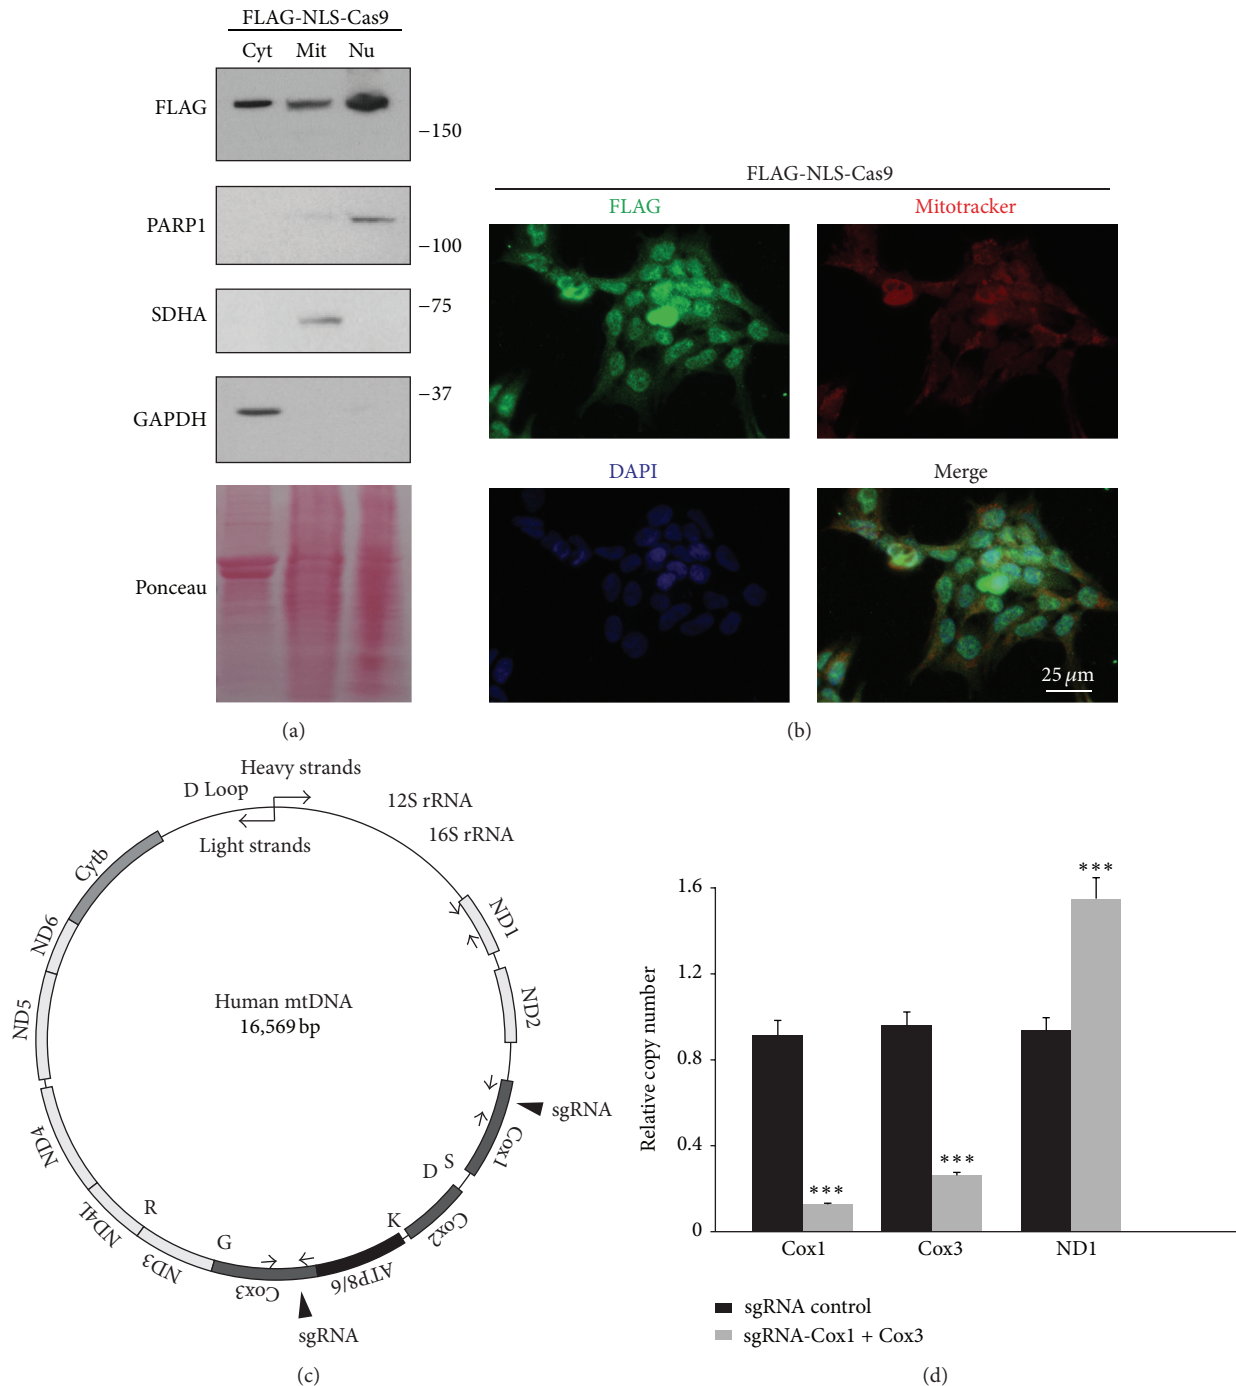 FLAG-NLS-Cas9
Cyt Mit Nu
FLAG
−150
PARP1
−100
SDHA
−75
GAPDH
−37
Ponceau
(a)
FLAG-NLS-Cas9
FLAG
Mitotracker
DAPI
Merge
25 µm
(b)
Heavy strands
D Loop
Light strands
12S rRNA
16S rRNA
ND1
ND2
Cox1
sgRNA
S
D
Cox2
K
ATP8/6
Cox3
sgRNA
G
ND3
R
ND4L
ND4
ND5
ND6
Cytb
Human mtDNA
16,569 bp
(c)
Relative copy number
1.6
1.2
0.8
0.4
0
***
***
***
Cox1
Cox3
ND1
sgRNA control
sgRNA-Cox1 + Cox3
(d)